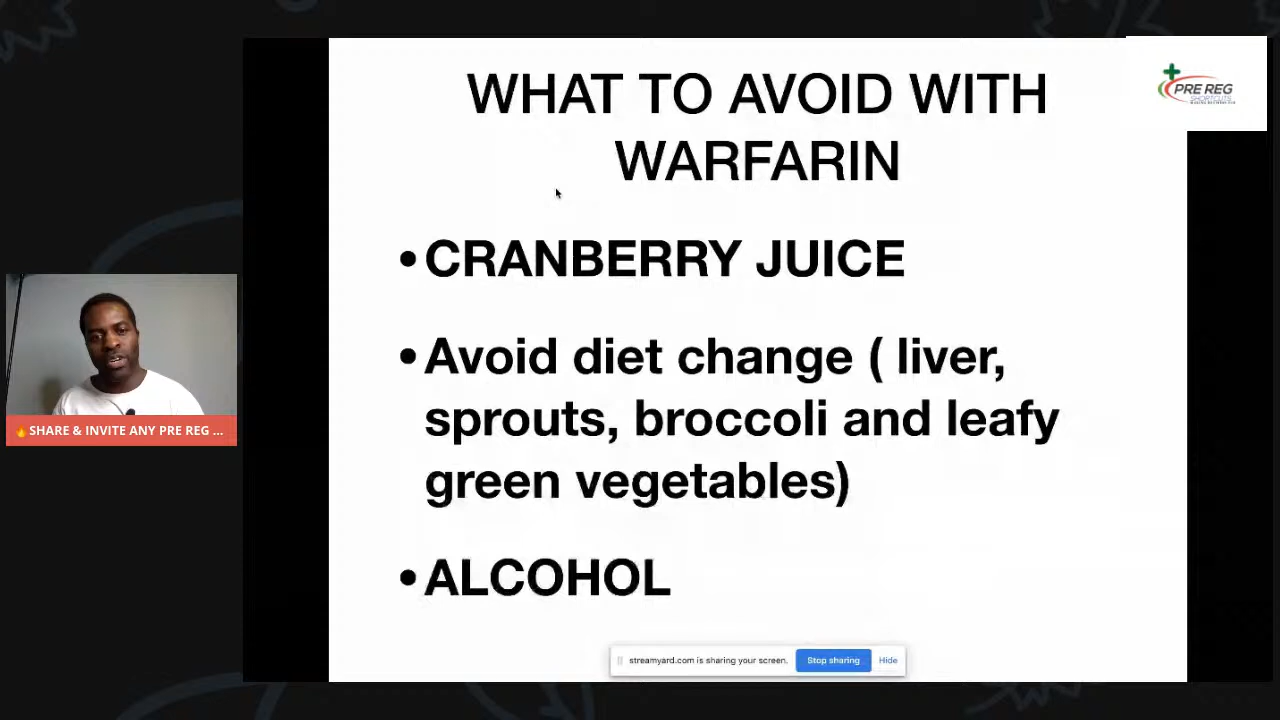 WHAT TO AVOID WITH
WARFARIN
PRE REG
SHORTCUTS
• CRANBERRY JUICE
• Avoid diet change ( liver,
sprouts, broccoli and leafy
green vegetables)
• ALCOHOL
🔥SHARE & INVITE ANY PRE REG ...
streamyard.com is sharing your screen.
Stop sharing
Hide